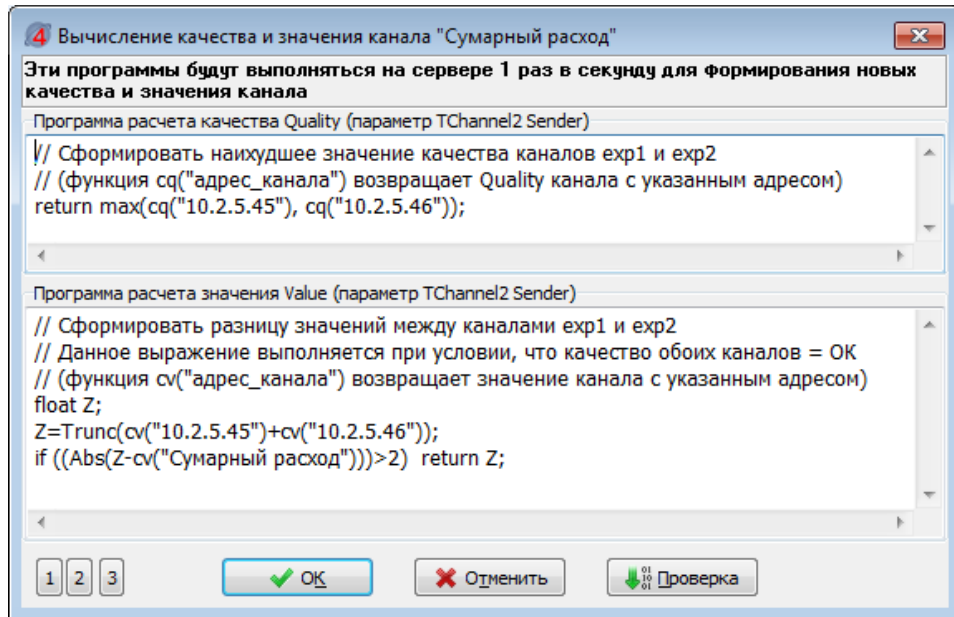 4 Вычисление качества и значения канала "Сумарный расход"
Эти программы будут выполняться на сервере 1 раз в секунду для формирования новых
качества и значения канала
Программа расчета качества Quality (параметр TChannel2 Sender)
// Сформировать наихудшее значение качества каналов exp1 и exp2
// (функция cq("адрес_канала") возвращает Quality канала с указанным адресом)
return max(cq("10.2.5.45"), cq("10.2.5.46"));
Программа расчета значения Value (параметр TChannel2 Sender)
// Сформировать разницу значений между каналами exp1 и exp2
// Данное выражение выполняется при условии, что качество обоих каналов = ОК
// (функция cv("адрес_канала") возвращает значение канала с указанным адресом)
float Z;
Z=Trunc(cv("10.2.5.45")+cv("10.2.5.46"));
if ((Abs(Z-cv("Сумарный расход")))>2)  return Z;
1 2 3 ОК Отменить Проверка